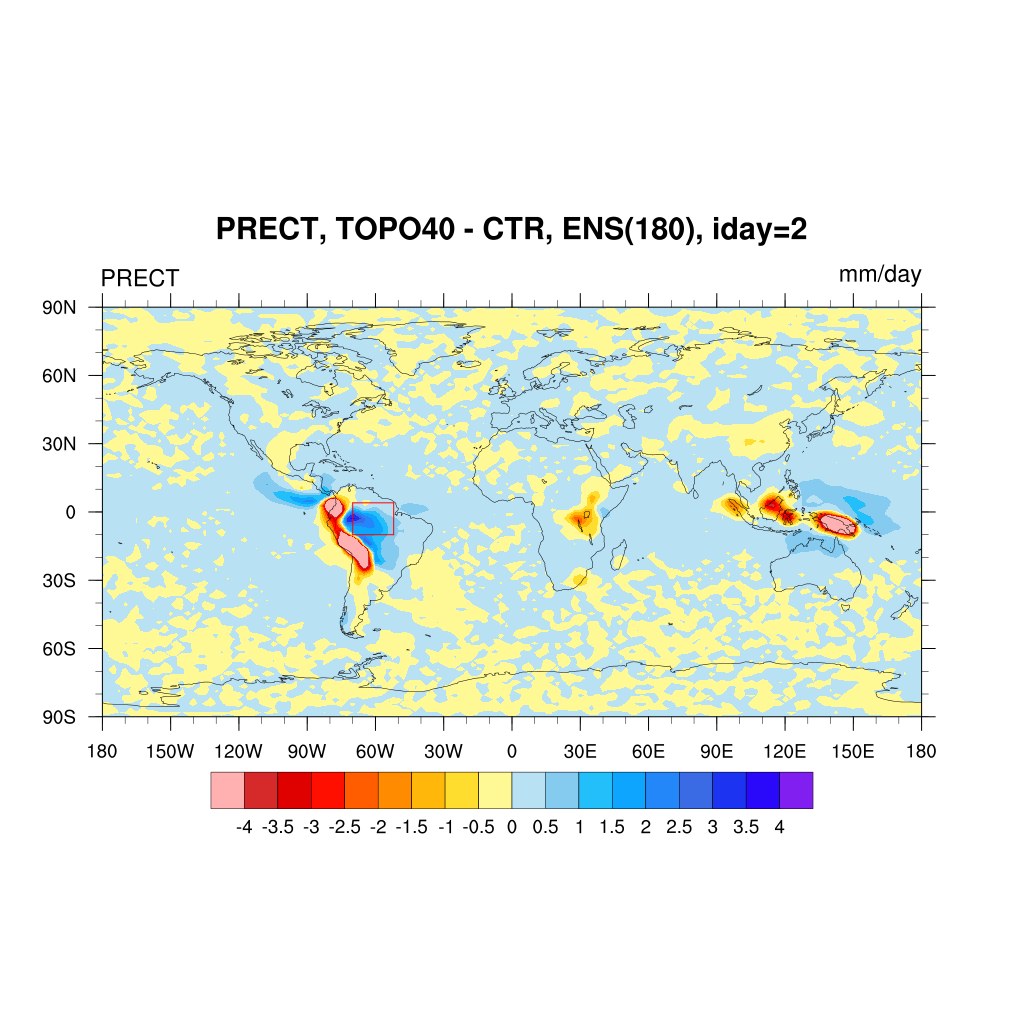 PRECT, TOPO40 - CTR, ENS(180), iday=2
PRECT mm/day
90N
60N
30N
0
30S
60S
90S
180 150W 120W 90W 60W 30W 0 30E 60E 90E 120E 150E 180
-4 -3.5 -3 -2.5 -2 -1.5 -1 -0.5 0 0.5 1 1.5 2 2.5 3 3.5 4